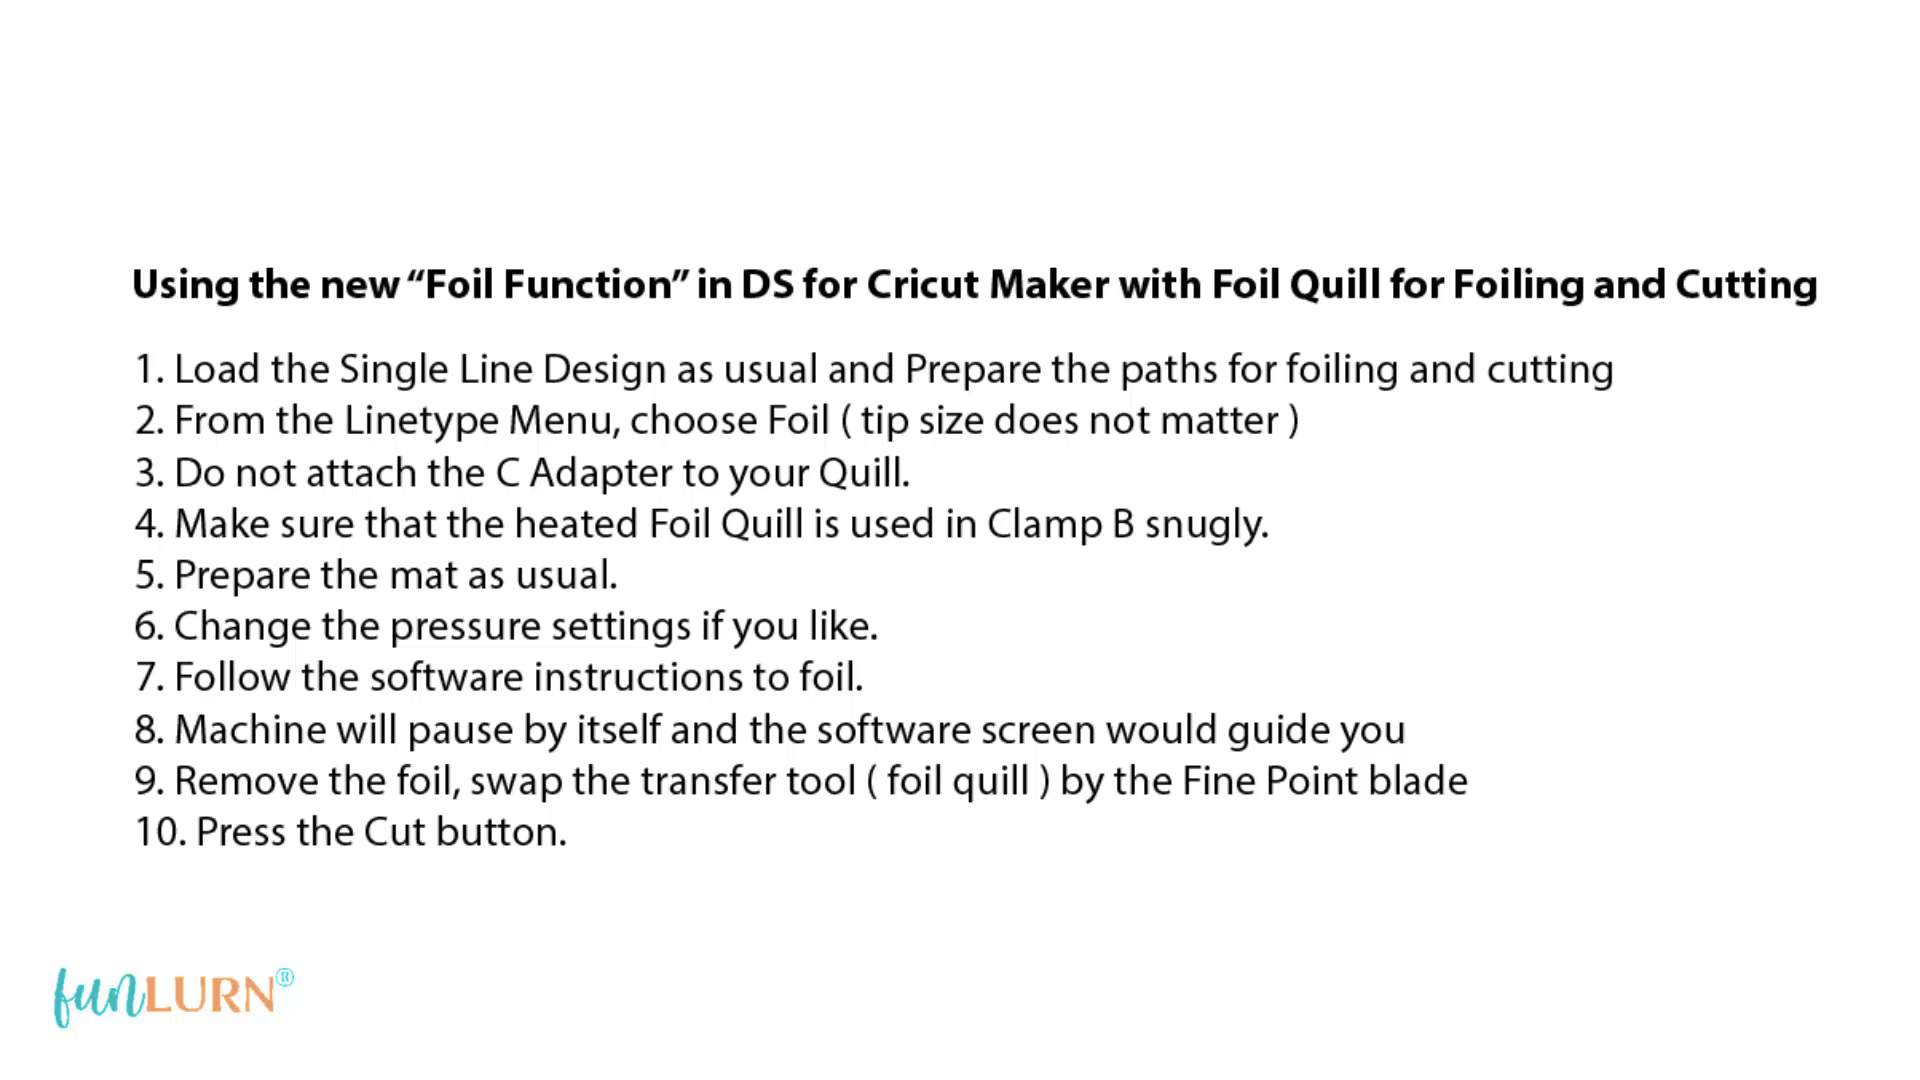 Using the new “Foil Function” in DS for Cricut Maker with Foil Quill for Foiling and Cutting
1. Load the Single Line Design as usual and Prepare the paths for foiling and cutting
2. From the Linetype Menu, choose Foil ( tip size does not matter )
3. Do not attach the C Adapter to your Quill.
4. Make sure that the heated Foil Quill is used in Clamp B snugly.
5. Prepare the mat as usual.
6. Change the pressure settings if you like.
7. Follow the software instructions to foil.
8. Machine will pause by itself and the software screen would guide you
9. Remove the foil, swap the transfer tool ( foil quill ) by the Fine Point blade
10. Press the Cut button.
funLURN®